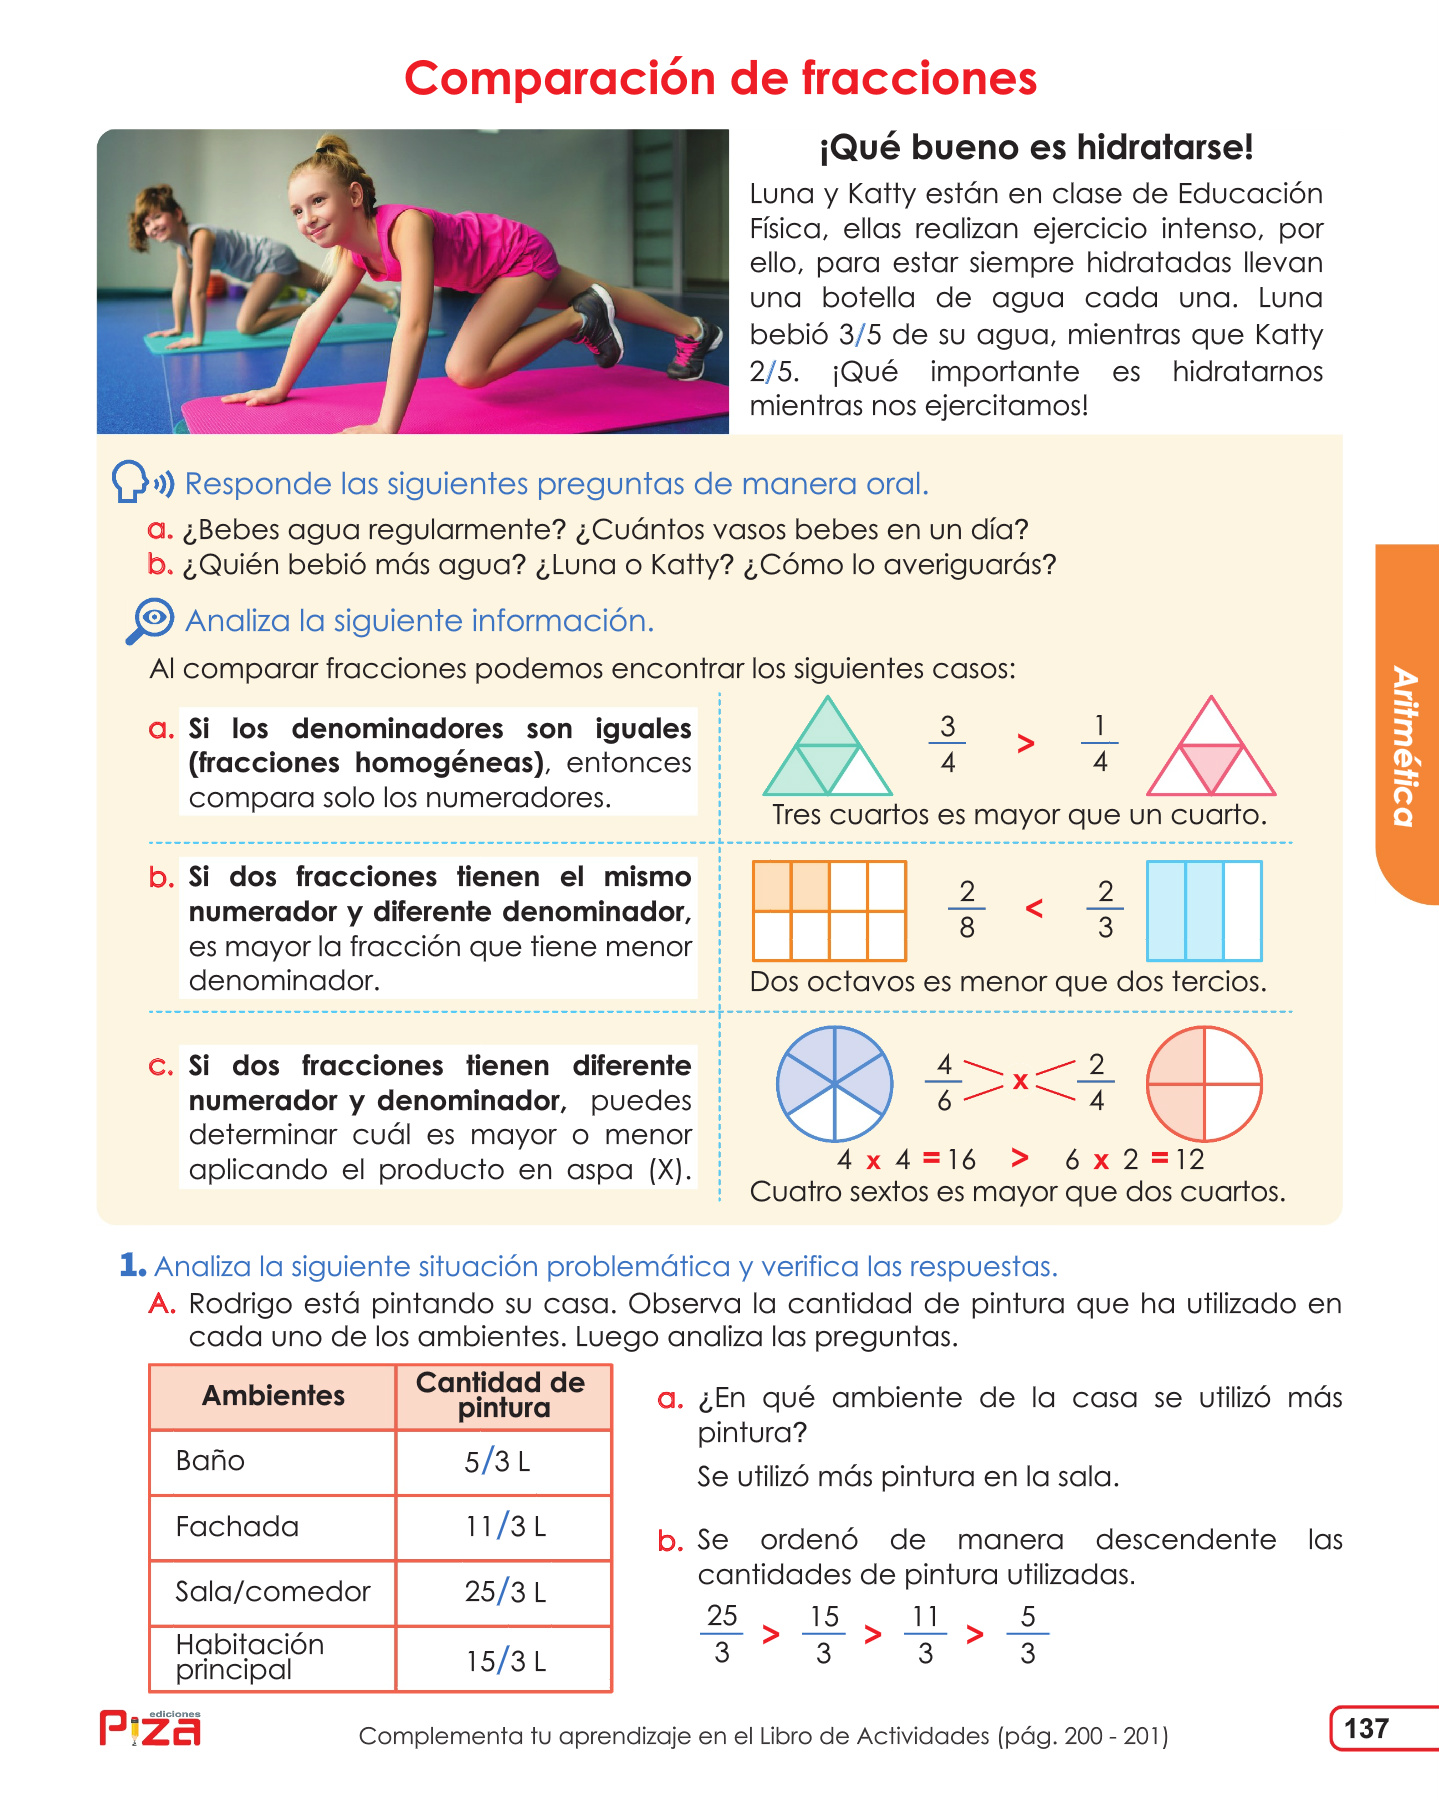 Comparación de fracciones
¡Qué bueno es hidratarse!
Luna y Katty están en clase de Educación
Física, ellas realizan ejercicio intenso, por
ello, para estar siempre hidratadas llevan
una botella de agua cada una. Luna
bebió 3/5 de su agua, mientras que Katty
2/5. ¡Qué importante es hidratarnos
mientras nos ejercitamos!
Responde las siguientes preguntas de manera oral.
a. ¿Bebes agua regularmente? ¿Cuántos vasos bebes en un día?
b. ¿Quién bebió más agua? ¿Luna o Katty? ¿Cómo lo averiguarás?
Analiza la siguiente información.
Al comparar fracciones podemos encontrar los siguientes casos:
a. Si los denominadores son iguales
(fracciones homogéneas), entonces
compara solo los numeradores.
3/4 > 1/4
Tres cuartos es mayor que un cuarto.
b. Si dos fracciones tienen el mismo
numerador y diferente denominador,
es mayor la fracción que tiene menor
denominador.
2/8 < 2/3
Dos octavos es menor que dos tercios.
c. Si dos fracciones tienen diferente
numerador y denominador, puedes
determinar cuál es mayor o menor
aplicando el producto en aspa (X).
4/6 x 2/4
4 x 4 = 16 > 6 x 2 = 12
Cuatro sextos es mayor que dos cuartos.
Aritmética
1. Analiza la siguiente situación problemática y verifica las respuestas.
A. Rodrigo está pintando su casa. Observa la cantidad de pintura que ha utilizado en
cada uno de los ambientes. Luego analiza las preguntas.
Ambientes
Cantidad de
pintura
Baño
5/3 L
Fachada
11/3 L
Sala/comedor
25/3 L
Habitación
principal
15/3 L
a. ¿En qué ambiente de la casa se utilizó más
pintura?
Se utilizó más pintura en la sala.
b. Se ordenó de manera descendente las
cantidades de pintura utilizadas.
25/3 > 15/3 > 11/3 > 5/3
ediciones
Piza
Complementa tu aprendizaje en el Libro de Actividades (pág. 200 - 201)
137